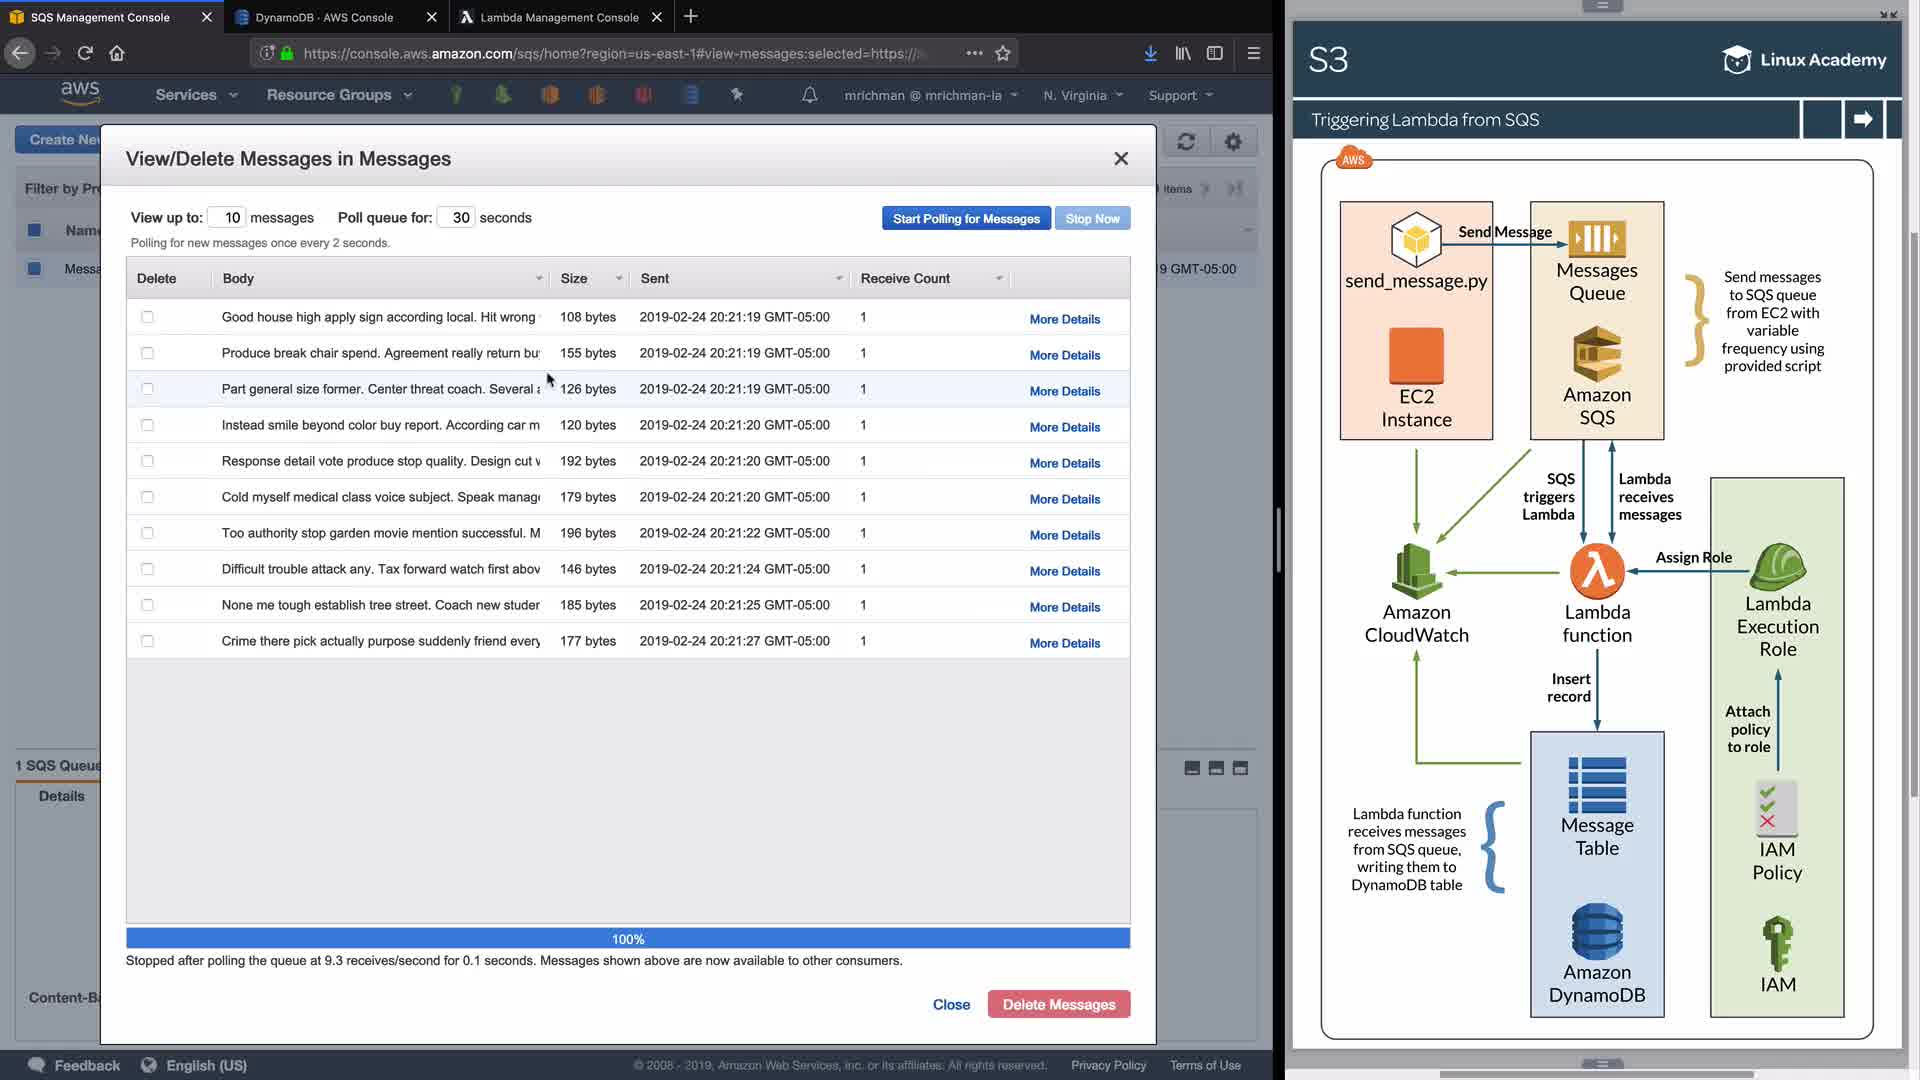 SQS Management Console
DynamoDB · AWS Console
Lambda Management Console
https://console.aws.amazon.com/sqs/home?region=us-east-1#view-messages:selected=https://
aws
Services
Resource Groups
mrichman @ mrichman-la
N. Virginia
Support
Create New
Filter by Pre
Items
Name
Messa
9 GMT-05:00
View/Delete Messages in Messages
View up to: 10 messages
Poll queue for: 30 seconds
Start Polling for Messages
Stop Now
Polling for new messages once every 2 seconds.
Delete Body Size Sent Receive Count
Good house high apply sign according local. Hit wrong 108 bytes 2019-02-24 20:21:19 GMT-05:00 1 More Details
Produce break chair spend. Agreement really return bu 155 bytes 2019-02-24 20:21:19 GMT-05:00 1 More Details
Part general size former. Center threat coach. Several a 126 bytes 2019-02-24 20:21:19 GMT-05:00 1 More Details
Instead smile beyond color buy report. According car m 120 bytes 2019-02-24 20:21:20 GMT-05:00 1 More Details
Response detail vote produce stop quality. Design cut w 192 bytes 2019-02-24 20:21:20 GMT-05:00 1 More Details
Cold myself medical class voice subject. Speak manage 179 bytes 2019-02-24 20:21:20 GMT-05:00 1 More Details
Too authority stop garden movie mention successful. M 196 bytes 2019-02-24 20:21:22 GMT-05:00 1 More Details
Difficult trouble attack any. Tax forward watch first abov 146 bytes 2019-02-24 20:21:24 GMT-05:00 1 More Details
None me tough establish tree street. Coach new studen 185 bytes 2019-02-24 20:21:25 GMT-05:00 1 More Details
Crime there pick actually purpose suddenly friend every 177 bytes 2019-02-24 20:21:27 GMT-05:00 1 More Details
1 SQS Queue
Details
Content-Ba
100%
Stopped after polling the queue at 9.3 receives/second for 0.1 seconds. Messages shown above are now available to other consumers.
Close
Delete Messages
Feedback
English (US)
© 2008 - 2019, Amazon Web Services, Inc. or its affiliates. All rights reserved.
Privacy Policy
Terms of Use
S3
Linux Academy
Triggering Lambda from SQS
AWS
Send Message
send_message.py
Messages
Queue
EC2
Instance
Amazon
SQS
Send messages
to SQS queue
from EC2 with
variable
frequency using
provided script
SQS
triggers
Lambda
Lambda
receives
messages
Assign Role
Amazon
CloudWatch
Lambda
function
Lambda
Execution
Role
Insert
record
Attach
policy
to role
Lambda function
receives messages
from SQS queue,
writing them to
DynamoDB table
Message
Table
IAM
Policy
Amazon
DynamoDB
IAM